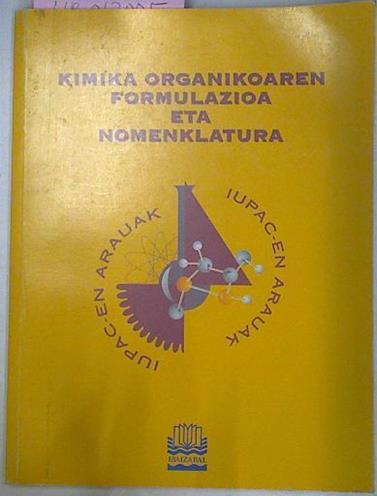 KIMIKA ORGANIKOAREN
FORMULAZIOA
ETA
NOMENKLATURA
IUPAC-EN ARAUAK
IUPAC-EN ARAUAK
IBAIZABAL